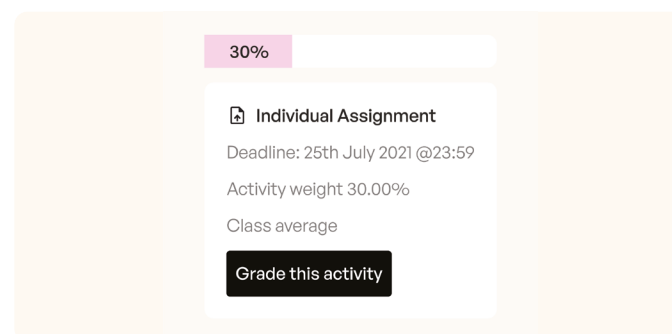 30%
Individual Assignment
Deadline: 25th July 2021 @23:59
Activity weight 30.00%
Class average
Grade this activity